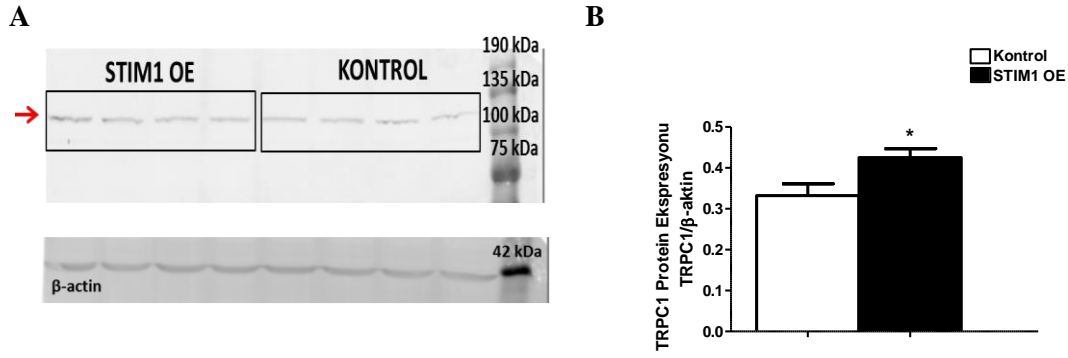 A
STIM1 OE
KONTROL
190 kDa
135 kDa
100 kDa
75 kDa
42 kDa
β-actin
B
Kontrol
STIM1 OE
TRPC1 Protein Ekspresyonu
TRPC1/β-aktin
0.5
0.4
0.3
0.2
0.1
0.0
*